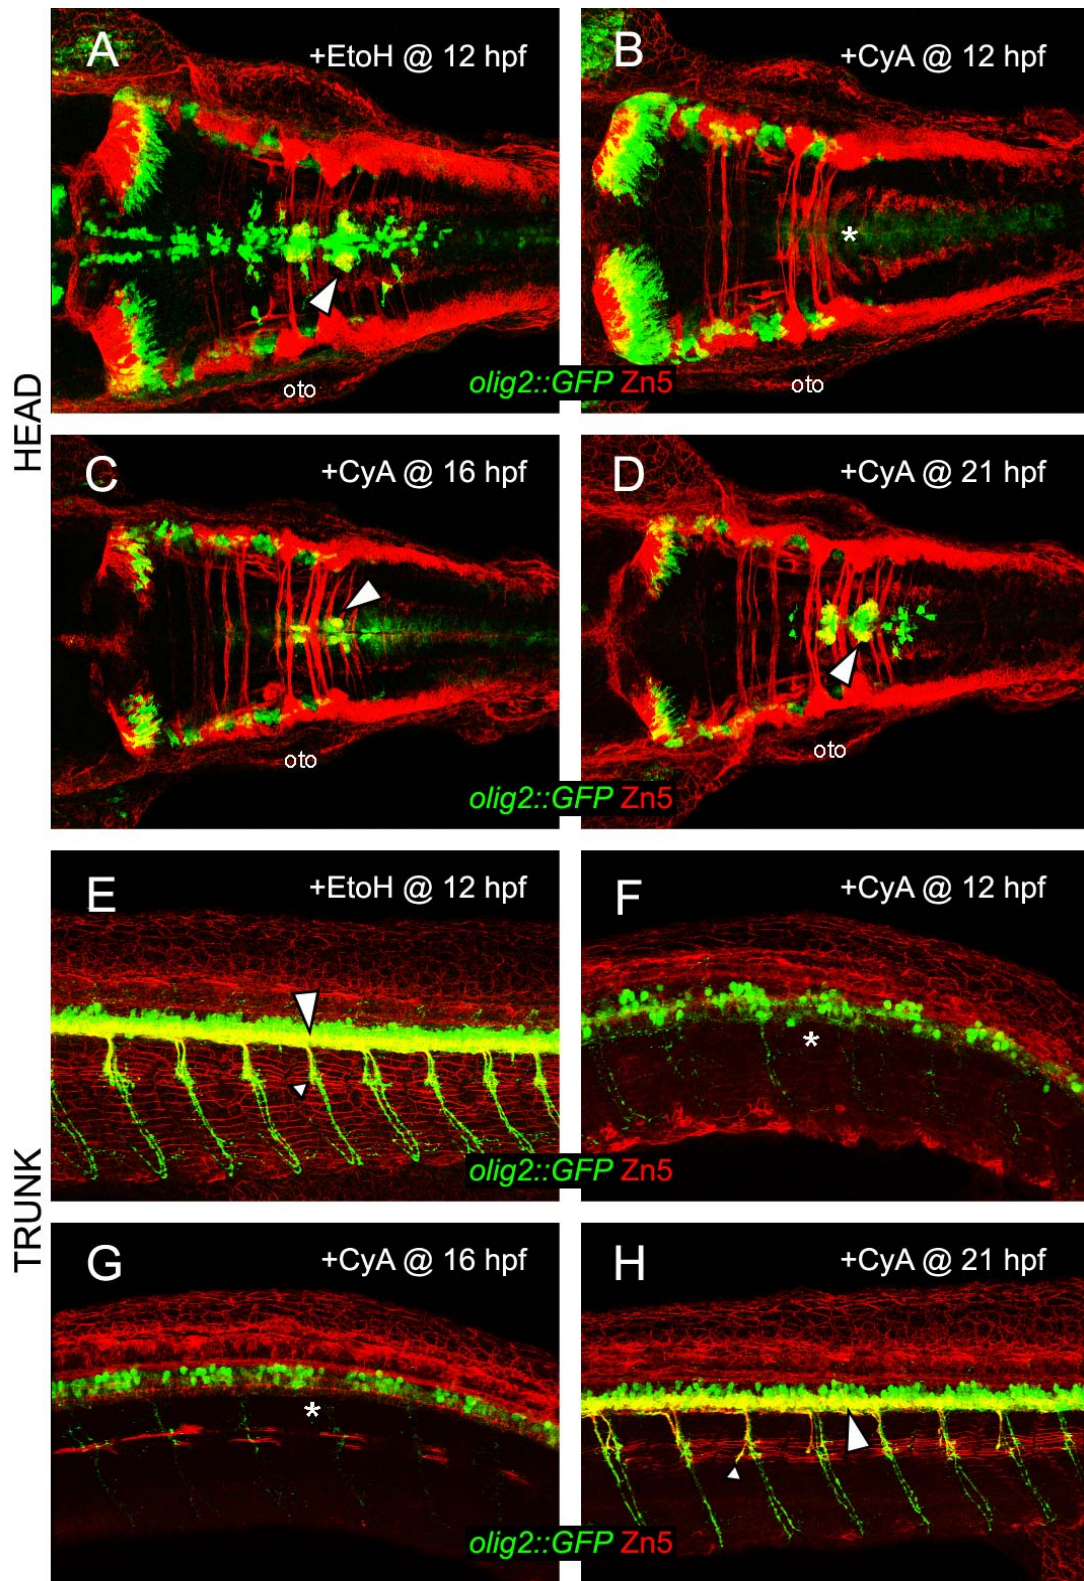 HEAD
A
+EtoH @ 12 hpf
oto
B
+CyA @ 12 hpf
oto
olig2::GFP Zn5
C
+CyA @ 16 hpf
oto
D
+CyA @ 21 hpf
oto
olig2::GFP Zn5
TRUNK
E
+EtoH @ 12 hpf
F
+CyA @ 12 hpf
*
olig2::GFP Zn5
G
+CyA @ 16 hpf
*
H
+CyA @ 21 hpf
olig2::GFP Zn5